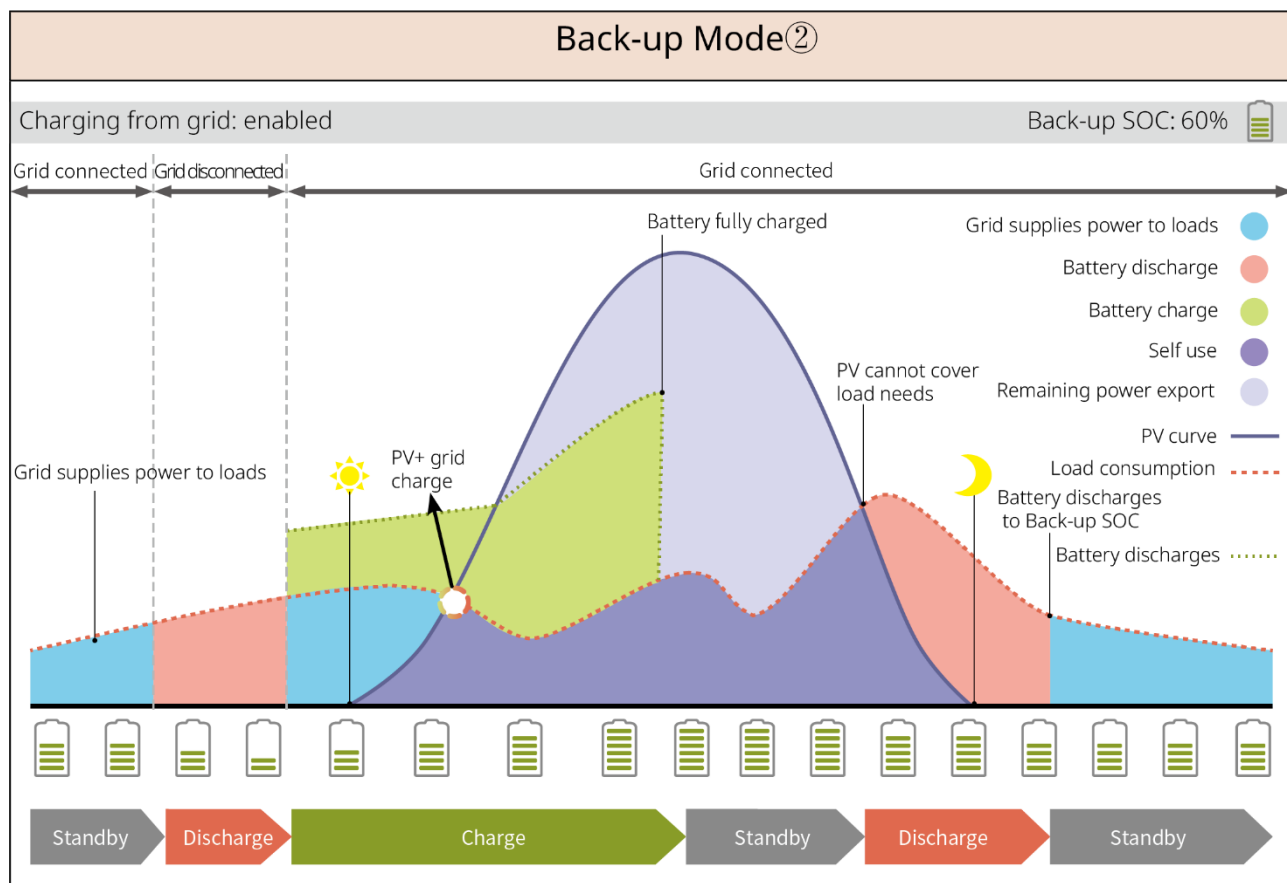 Back-up Mode②
Charging from grid: enabled
Back-up SOC: 60%
Grid connected
Grid disconnected
Grid connected
Battery fully charged
Grid supplies power to loads
Battery discharge
Battery charge
Self use
Remaining power export
PV curve
Load consumption
Battery discharges
PV cannot cover
load needs
PV+ grid
charge
Grid supplies power to loads
Battery discharges
to Back-up SOC
Standby
Discharge
Charge
Standby
Discharge
Standby